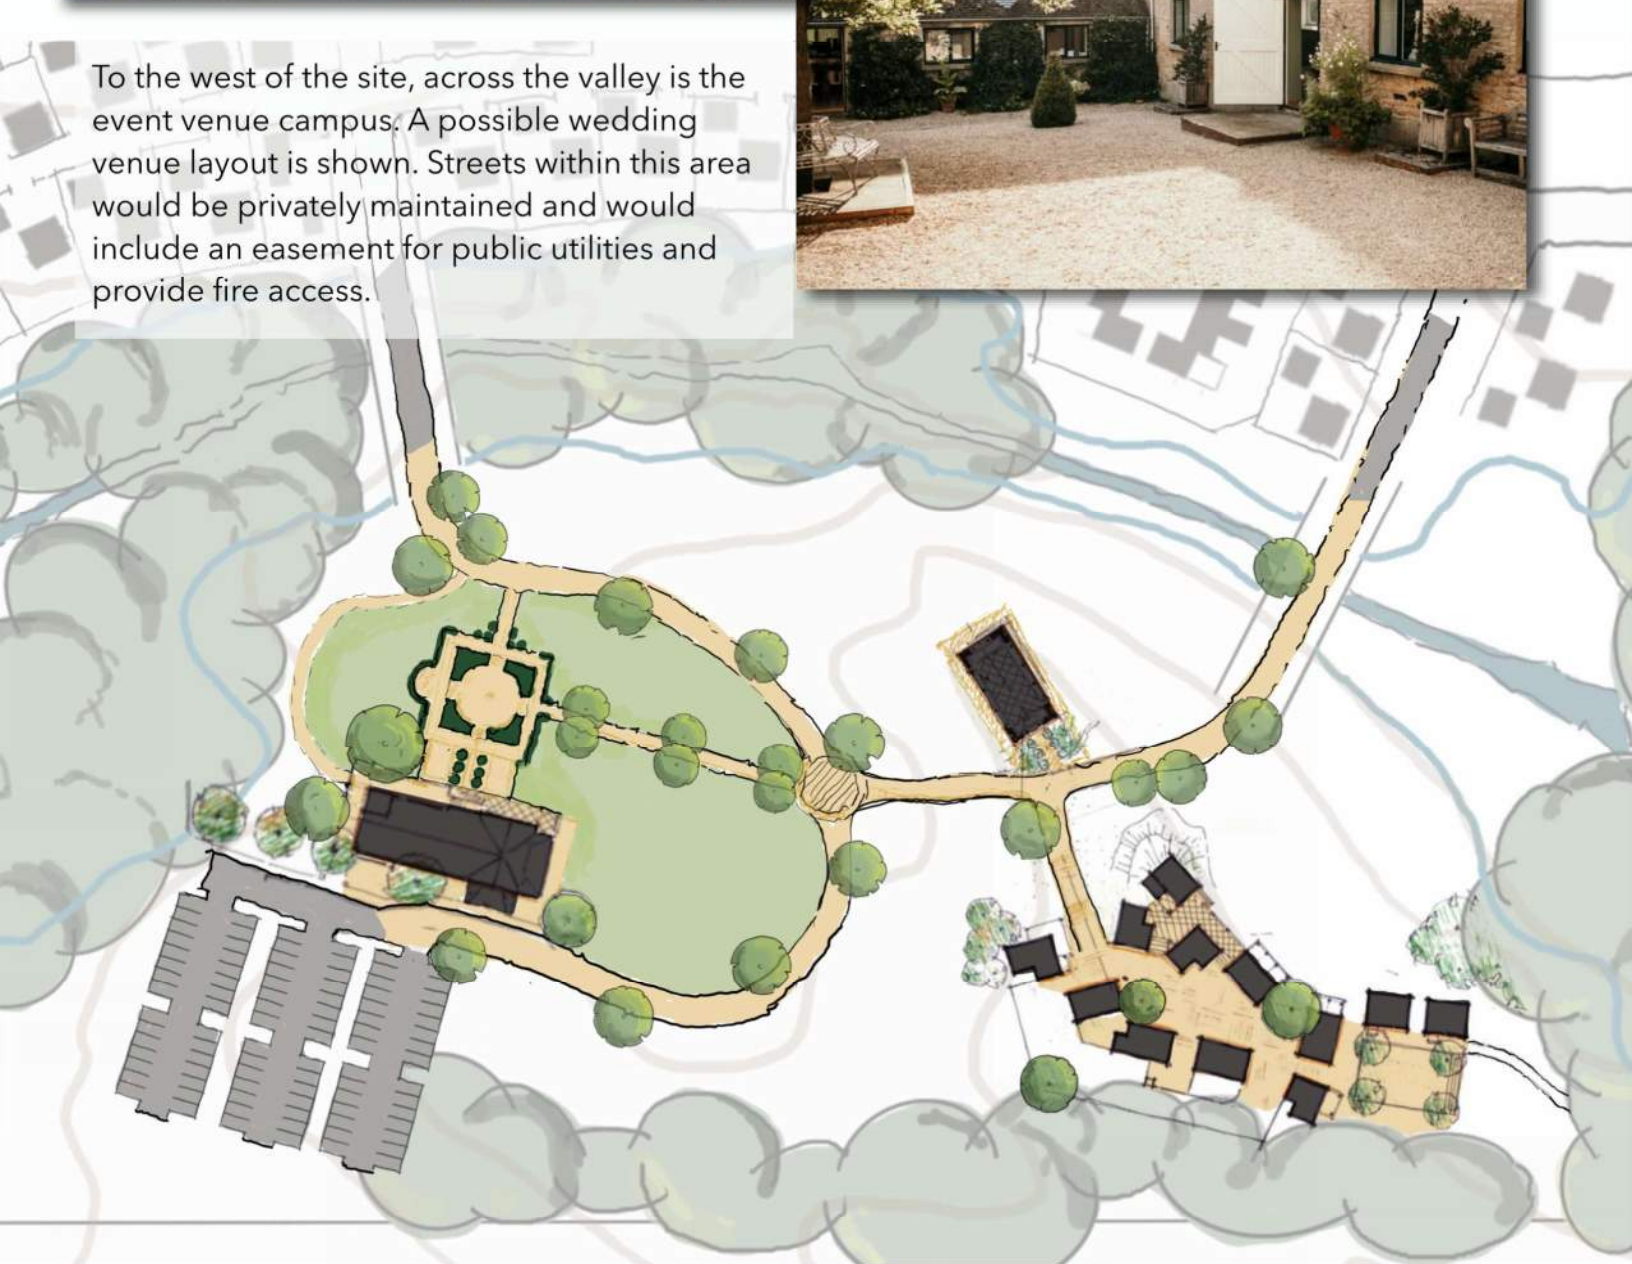 To the west of the site, across the valley is the
event venue campus. A possible wedding
venue layout is shown. Streets within this area
would be privately maintained and would
include an easement for public utilities and
provide fire access.